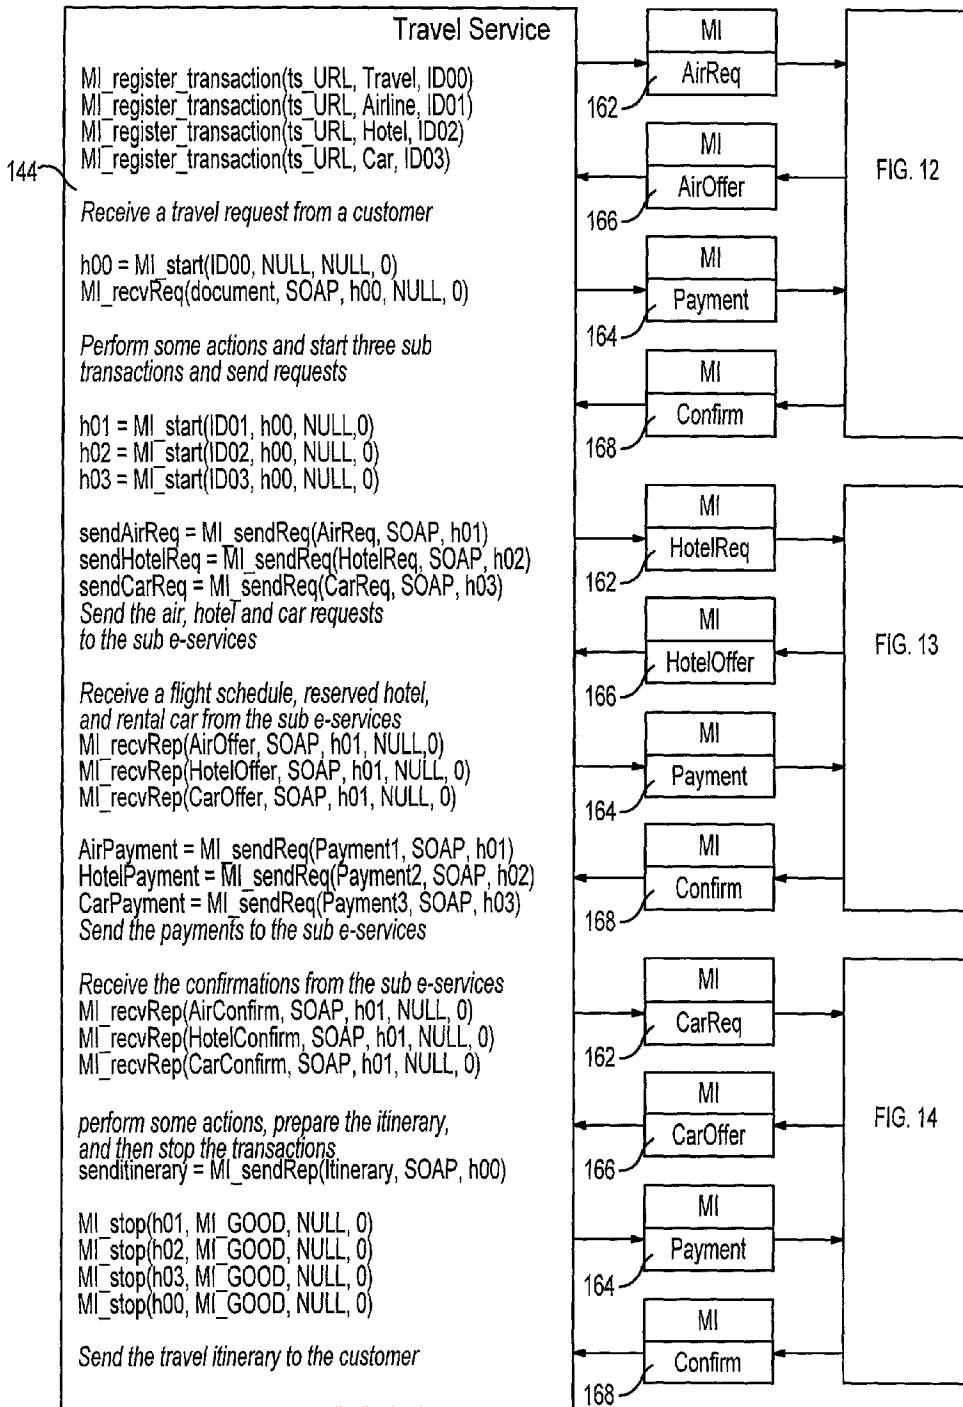 Travel Service
MI_register_transaction(ts_URL, Travel, ID00)
MI_register_transaction(ts_URL, Airline, ID01)
MI_register_transaction(ts_URL, Hotel, ID02)
MI_register_transaction(ts_URL, Car, ID03)
144
Receive a travel request from a customer
h00 = MI_start(ID00, NULL, NULL, 0)
MI_recvReq(document, SOAP, h00, NULL, 0)
Perform some actions and start three sub
transactions and send requests
h01 = MI_start(ID01, h00, NULL,0)
h02 = MI_start(ID02, h00, NULL, 0)
h03 = MI_start(ID03, h00, NULL, 0)
sendAirReq = MI_sendReq(AirReq, SOAP, h01)
sendHotelReq = MI_sendReq(HotelReq, SOAP, h02)
sendCarReq = MI_sendReq(CarReq, SOAP, h03)
Send the air, hotel and car requests
to the sub e-services
Receive a flight schedule, reserved hotel,
and rental car from the sub e-services
MI_recvRep(AirOffer, SOAP, h01, NULL,0)
MI_recvRep(HotelOffer, SOAP, h01, NULL, 0)
MI_recvRep(CarOffer, SOAP, h01, NULL, 0)
AirPayment = MI_sendReq(Payment1, SOAP, h01)
HotelPayment = MI_sendReq(Payment2, SOAP, h02)
CarPayment = MI_sendReq(Payment3, SOAP, h03)
Send the payments to the sub e-services
Receive the confirmations from the sub e-services
MI_recvRep(AirConfirm, SOAP, h01, NULL, 0)
MI_recvRep(HotelConfirm, SOAP, h01, NULL, 0)
MI_recvRep(CarConfirm, SOAP, h01, NULL, 0)
perform some actions, prepare the itinerary,
and then stop the transactions
senditinerary = MI_sendRep(Itinerary, SOAP, h00)
MI_stop(h01, MI_GOOD, NULL, 0)
MI_stop(h02, MI_GOOD, NULL, 0)
MI_stop(h03, MI_GOOD, NULL, 0)
MI_stop(h00, MI_GOOD, NULL, 0)
Send the travel itinerary to the customer
MI
AirReq
162
MI
AirOffer
166
MI
Payment
164
MI
Confirm
168
FIG. 12
MI
HotelReq
162
MI
HotelOffer
166
MI
Payment
164
MI
Confirm
168
FIG. 13
MI
CarReq
162
MI
CarOffer
166
MI
Payment
164
MI
Confirm
168
FIG. 14